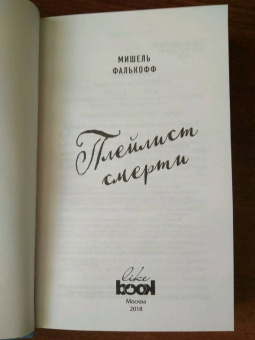 МИШЕЛЬ
ФАЛЬКОФФ
Плейлист
смерти
like
book
Москва
2018